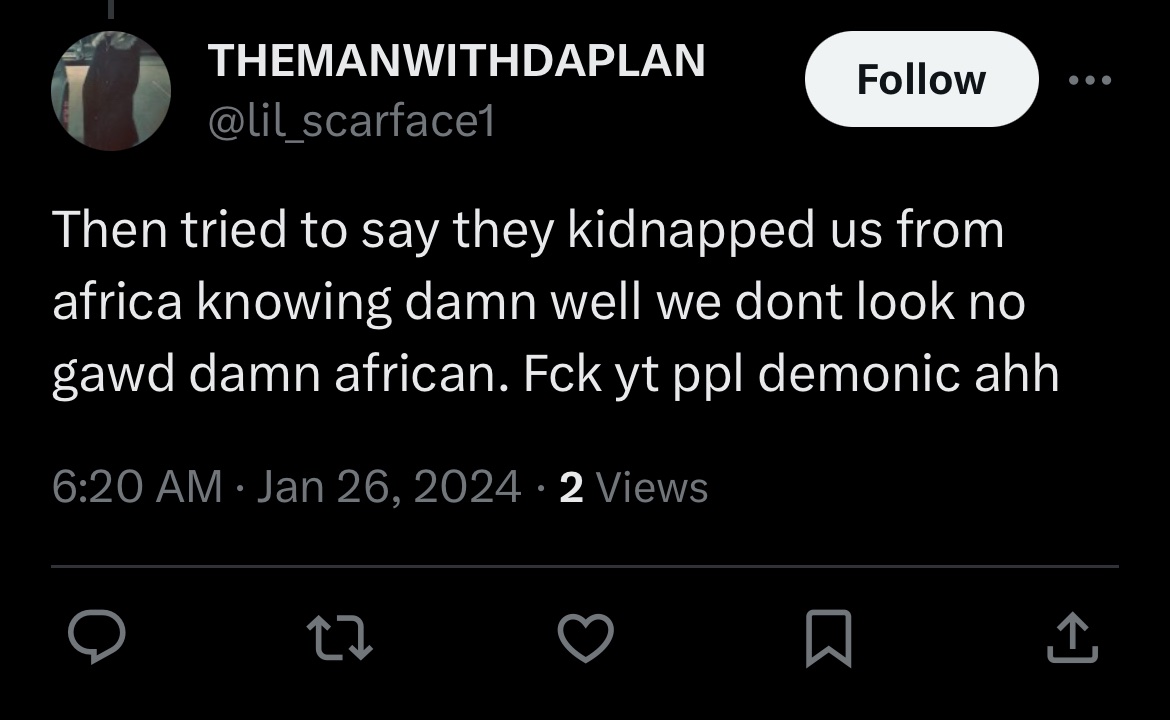 THEMANWITHDAPLAN
Follow
@lil_scarface1
Then tried to say they kidnapped us from
africa knowing damn well we dont look no
gawd damn african. Fck yt ppl demonic ahh
6:20 AM · Jan 26, 2024 · 2 Views